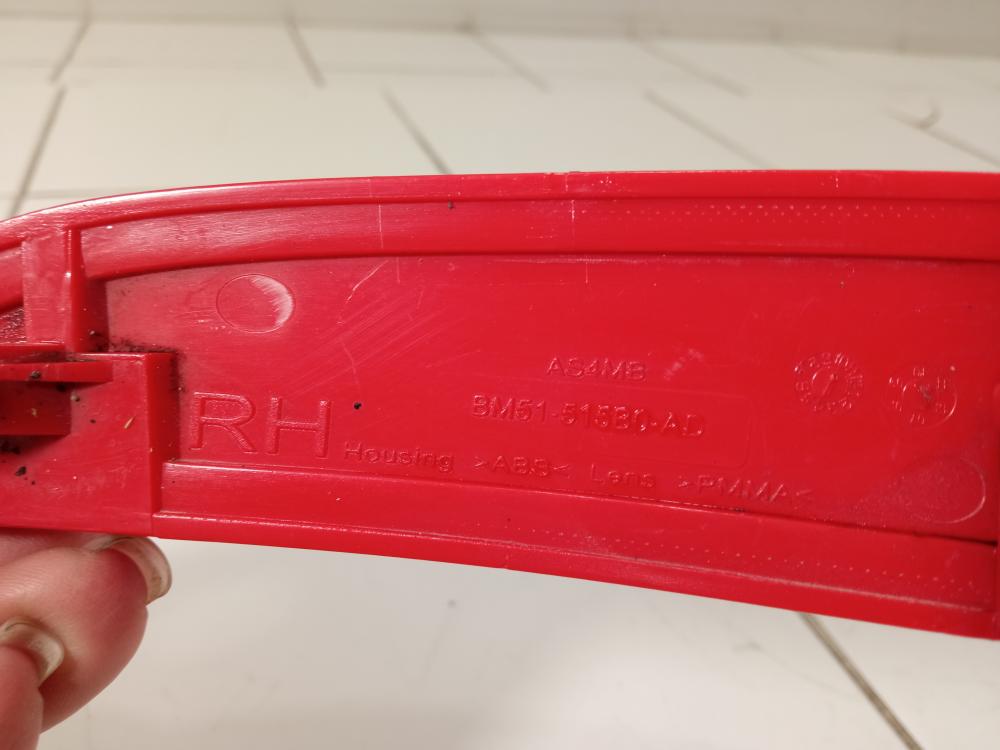 AS4MB
BM51-515B0-AD
RH
Housing >ABS< Lens >PMMA<